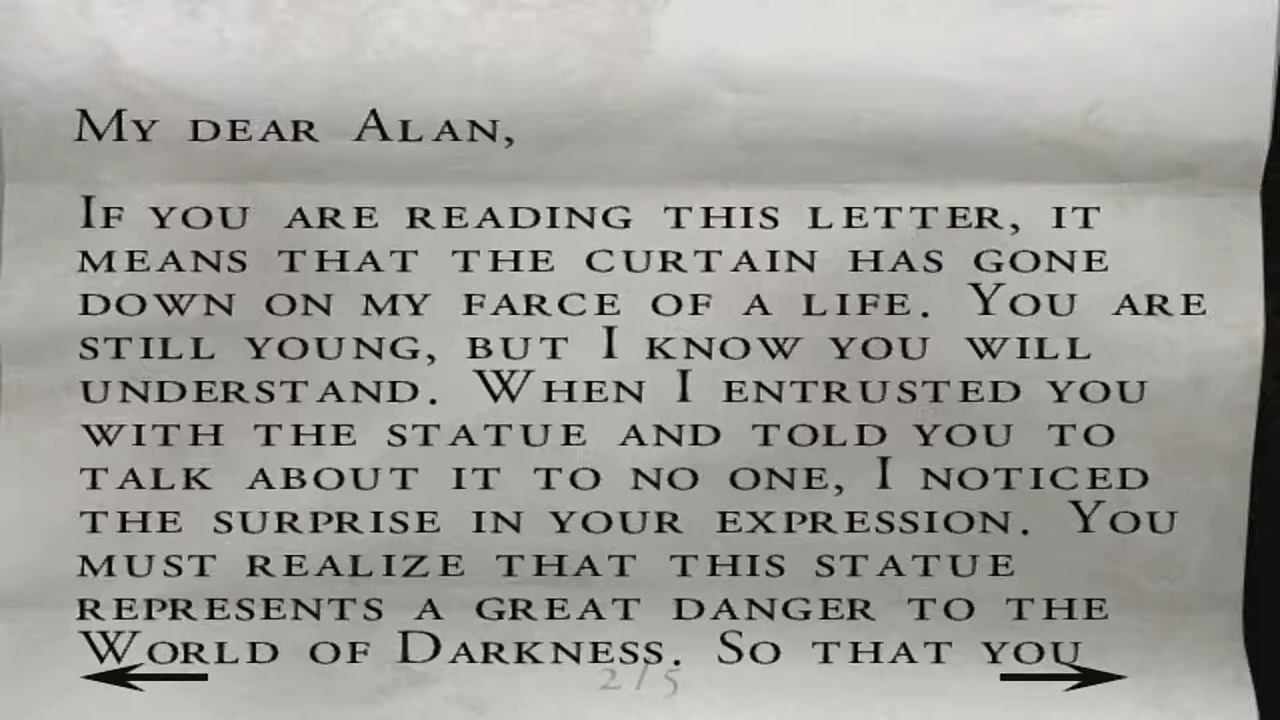 My dear Alan,
If you are reading this letter, it
means that the curtain has gone
down on my farce of a life. You are
still young, but I know you will
understand. When I entrusted you
with the statue and told you to
talk about it to no one, I noticed
the surprise in your expression. You
must realize that this statue
represents a great danger to the
World of Darkness. So that you
2/5